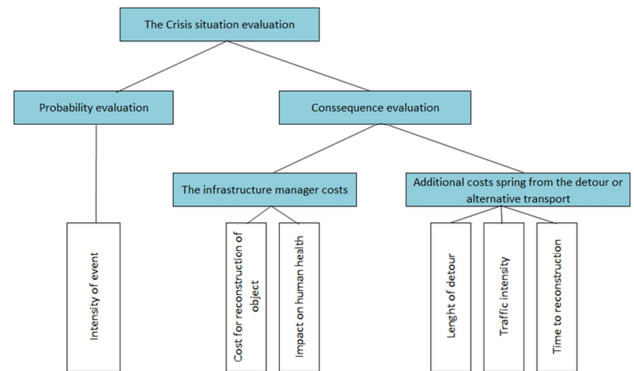 The Crisis situation evaluation
Probability evaluation
Conssequence evaluation
The infrastructure manager costs
Additional costs spring from the detour or
alternative transport
Intensity of event
Cost for reconstruction of
object
Impact on human health
Lenght of detour
Traffic intensity
Time to reconstruction